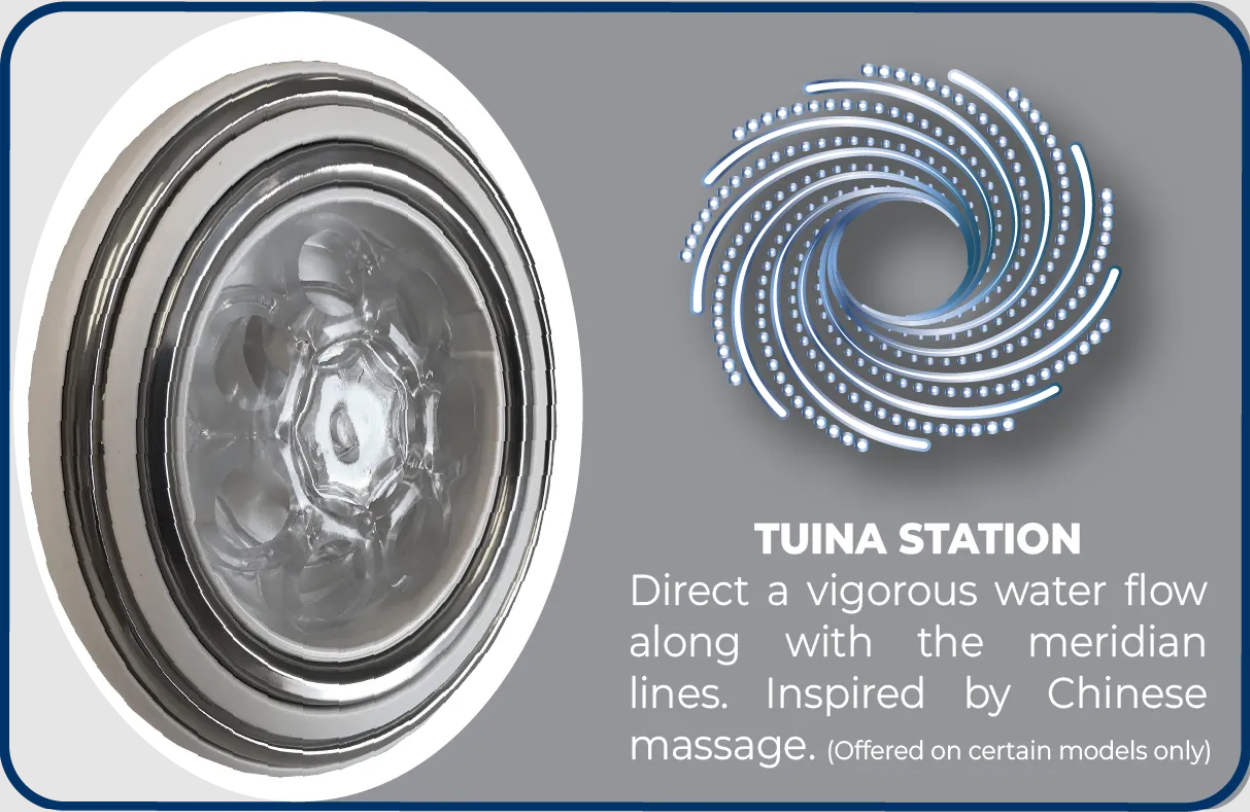 TUINA STATION
Direct a vigorous water flow
along with the meridian
lines. Inspired by Chinese
massage. (Offered on certain models only)